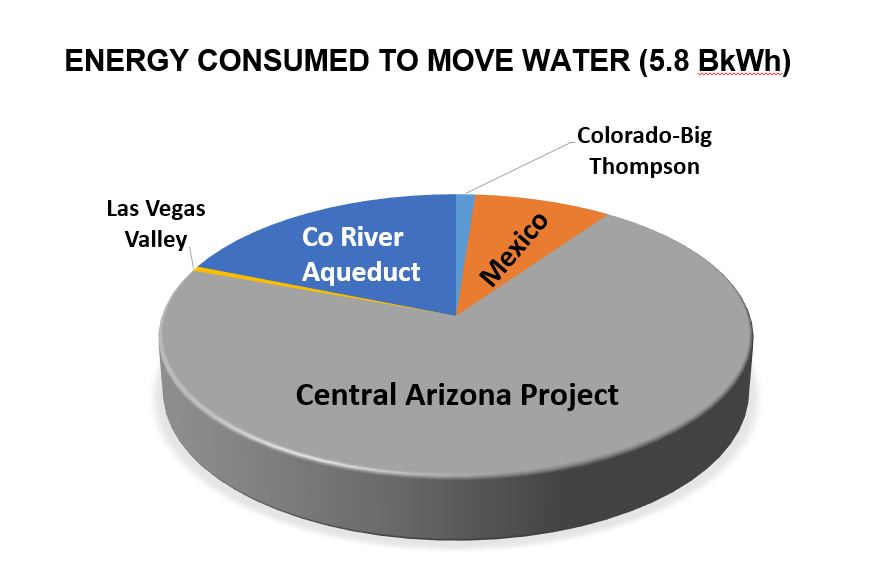 ENERGY CONSUMED TO MOVE WATER (5.8 BkWh)
Colorado-Big
Thompson
Las Vegas
Valley
Co River
Aqueduct
Mexico
Central Arizona Project